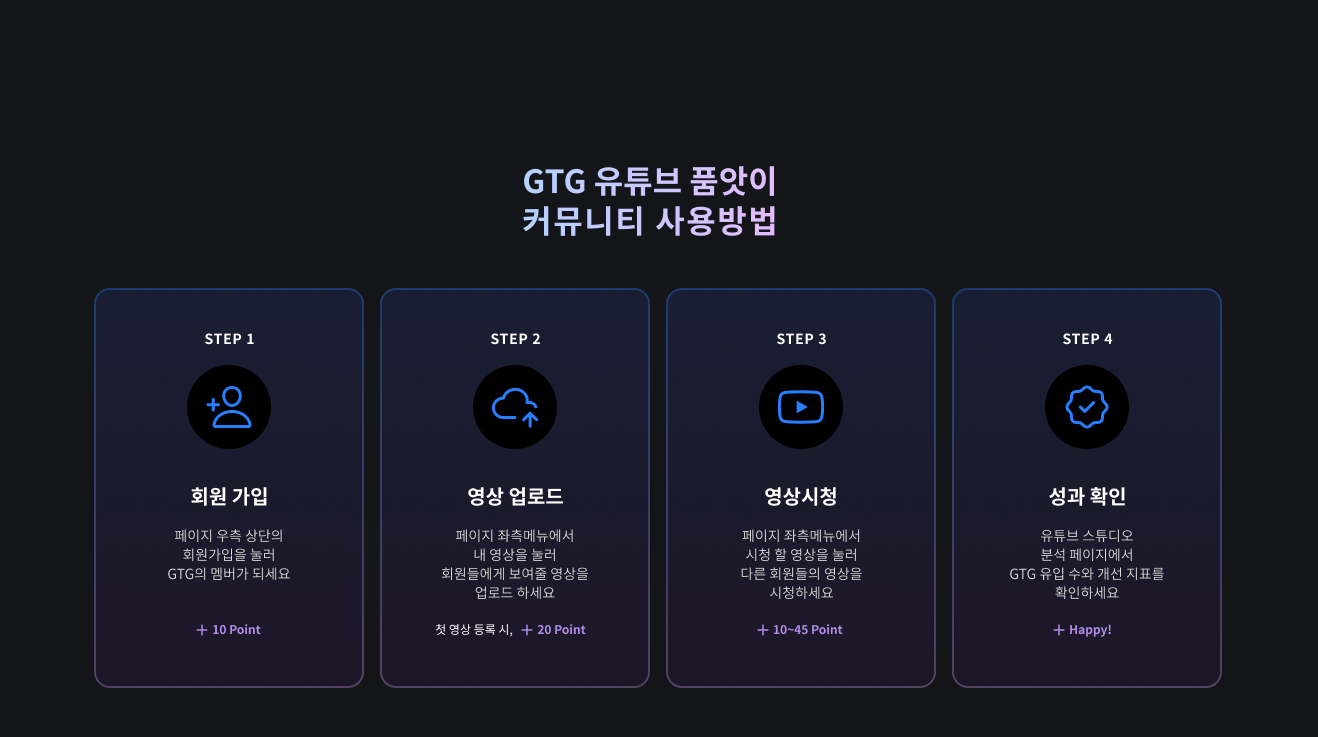 GTG 유튜브 품앗이
커뮤니티 사용방법
STEP 1
회원 가입
페이지 우측 상단의
회원가입을 눌러
GTG의 멤버가 되세요
+ 10 Point
STEP 2
영상 업로드
페이지 좌측메뉴에서
내 영상을 눌러
회원들에게 보여줄 영상을
업로드 하세요
첫 영상 등록 시, + 20 Point
STEP 3
영상시청
페이지 좌측메뉴에서
시청 할 영상을 눌러
다른 회원들의 영상을
시청하세요
+ 10~45 Point
STEP 4
성과 확인
유튜브 스튜디오
분석 페이지에서
GTG 유입 수와 개선 지표를
확인하세요
+ Happy!